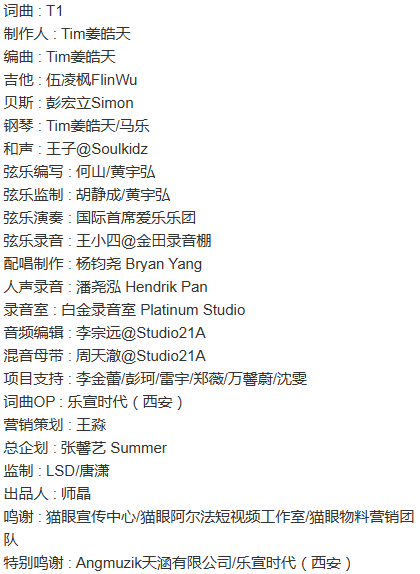 词曲 : T1
制作人 : Tim姜皓天
编曲 : Tim姜皓天
吉他 : 伍凌枫FlinWu
贝斯 : 彭宏立Simon
钢琴 : Tim姜皓天/马乐
和声 : 王子@Soulkidz
弦乐编写 : 何山/黄宇弘
弦乐监制 : 胡静成/黄宇弘
弦乐演奏 : 国际首席爱乐乐团
弦乐录音 : 王小四@金田录音棚
配唱制作 : 杨钧尧 Bryan Yang
人声录音 : 潘尧泓 Hendrik Pan
录音室 : 白金录音室 Platinum Studio
音频编辑 : 李宗远@Studio21A
混音母带 : 周天澈@Studio21A
项目支持 : 李金蕾/彭珂/雷宇/郑薇/万馨蔚/沈雯
词曲OP : 乐宣时代（西安）
营销策划 : 王淼
总企划 : 张馨艺 Summer
监制 : LSD/唐潇
出品人 : 师晶
鸣谢 : 猫眼宣传中心/猫眼阿尔法短视频工作室/猫眼物料营销团
队
特别鸣谢 : Angmuzik天涵有限公司/乐宣时代（西安）